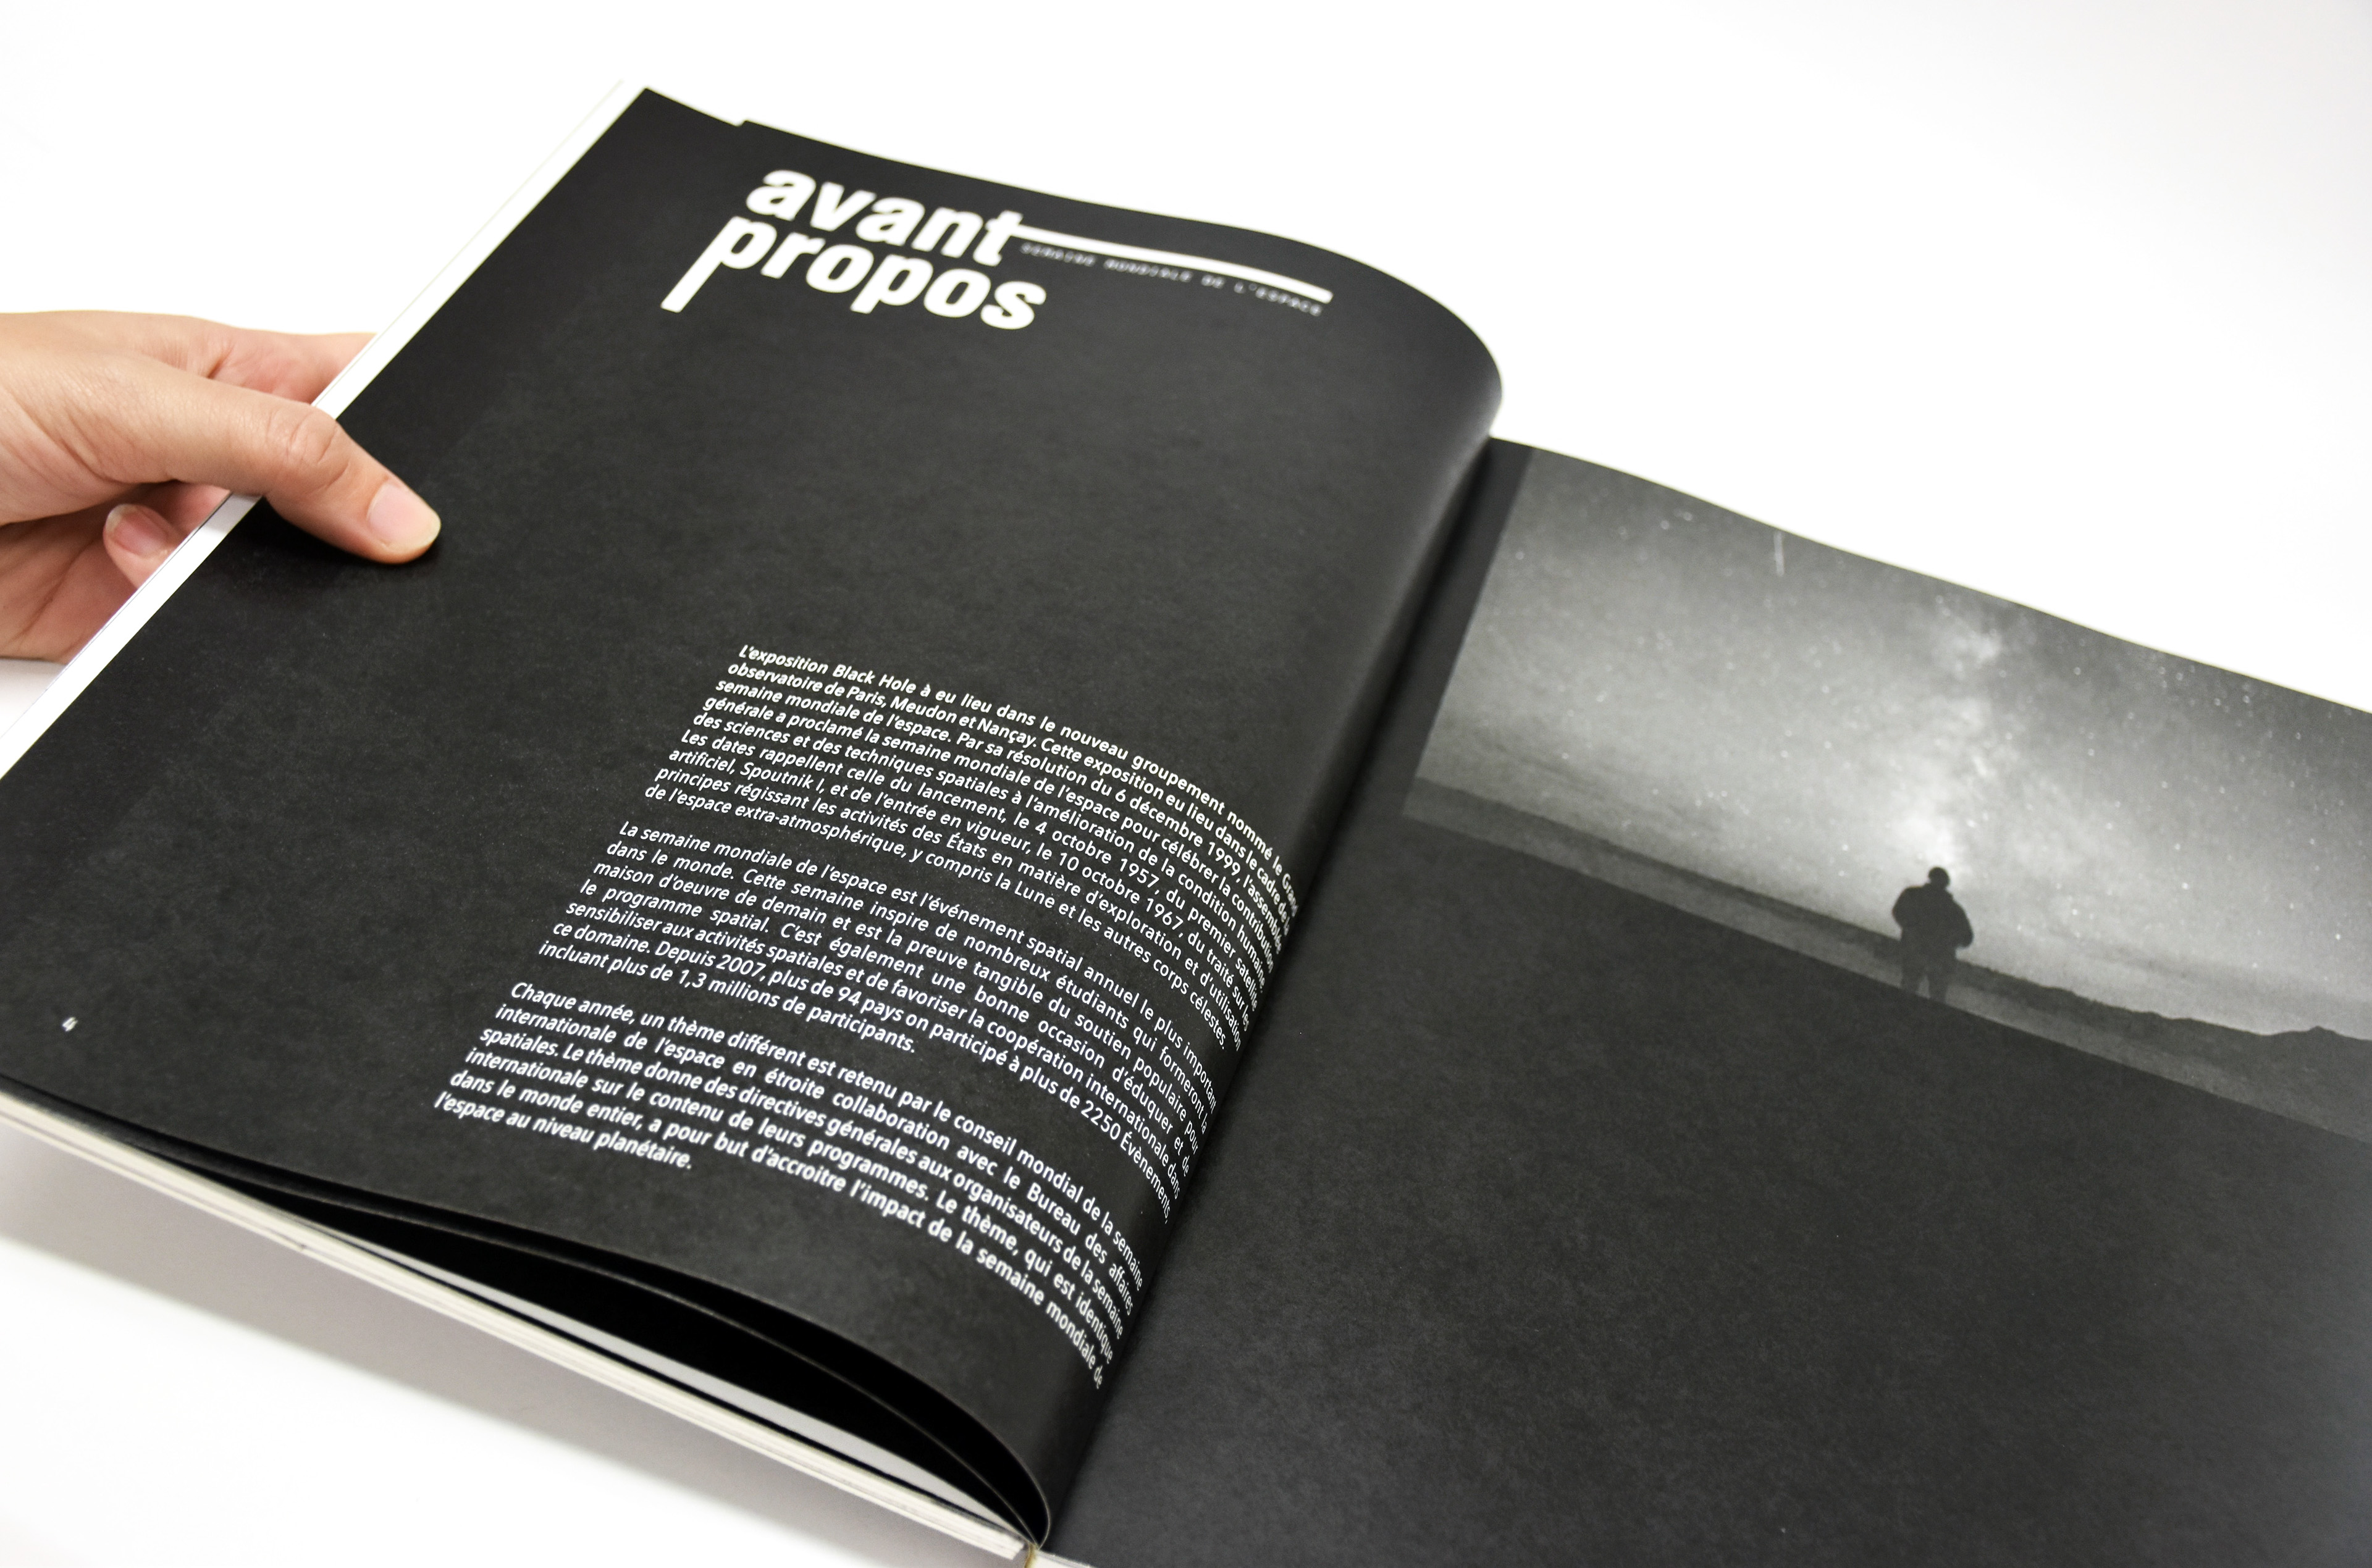 avant
propos
SEMAINE MONDIALE DE L'ESPACE
L'exposition Black Hole à eu lieu dans le nouveau groupement nommé le Grand
observatoire de Paris, Meudon et Nançay. Cette exposition eu lieu dans le cadre de la
semaine mondiale de l'espace. Par sa résolution du 6 décembre 1999, l'assemblée
générale a proclamé la semaine mondiale de l'espace pour célébrer la contribution
des sciences et des techniques spatiales à l'amélioration de la condition humaine.
Les dates rappellent celle du lancement, le 4 octobre 1957, du premier satellite
artificiel, Spoutnik I, et de l'entrée en vigueur, le 10 octobre 1967, du traité sur les
principes régissant les activités des États en matière d'exploration et d'utilisation
de l'espace extra-atmosphérique, y compris la Lune et les autres corps célestes.
La semaine mondiale de l'espace est l'événement spatial annuel le plus important
dans le monde. Cette semaine inspire de nombreux étudiants qui formeront la
maison d'oeuvre de demain et est la preuve tangible du soutien populaire pour
le programme spatial. C'est également une bonne occasion d'éduquer et de
sensibiliser aux activités spatiales et de favoriser la coopération internationale dans
ce domaine. Depuis 2007, plus de 94 pays on participé à plus de 2250 Évènements,
incluant plus de 1,3 millions de participants.
Chaque année, un thème différent est retenu par le conseil mondial de la semaine
internationale de l'espace en étroite collaboration avec le Bureau des affaires
spatiales. Le thème donne des directives générales aux organisateurs de la semaine
internationale sur le contenu de leurs programmes. Le thème, qui est identique
dans le monde entier, a pour but d'accroitre l'impact de la semaine mondiale de
l'espace au niveau planétaire.
4